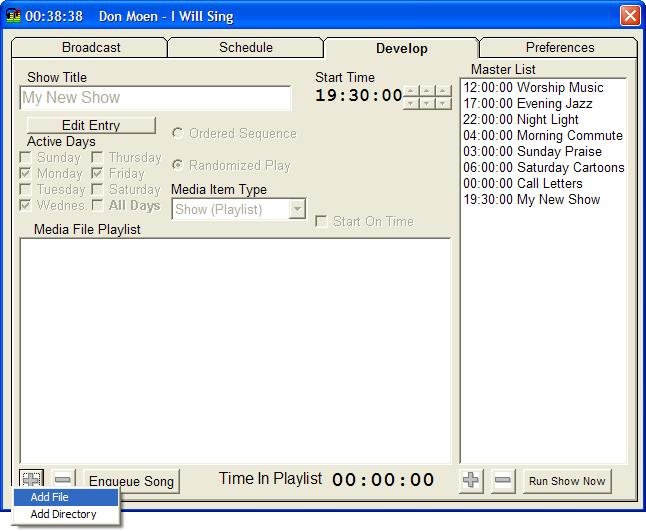 00:38:38 Don Moen - I Will Sing
Broadcast Schedule Develop Preferences
Show Title
My New Show
Start Time
19:30:00
Edit Entry
Active Days
Sunday Thursday
Monday Friday
Tuesday Saturday
Wednes. All Days
Ordered Sequence
Randomized Play
Media Item Type
Show (Playlist)
Start On Time
Media File Playlist
Master List
12:00:00 Worship Music
17:00:00 Evening Jazz
22:00:00 Night Light
04:00:00 Morning Commute
03:00:00 Sunday Praise
06:00:00 Saturday Cartoons
00:00:00 Call Letters
19:30:00 My New Show
Enqueue Song
Time In Playlist 00:00:00
Run Show Now
Add File
Add Directory